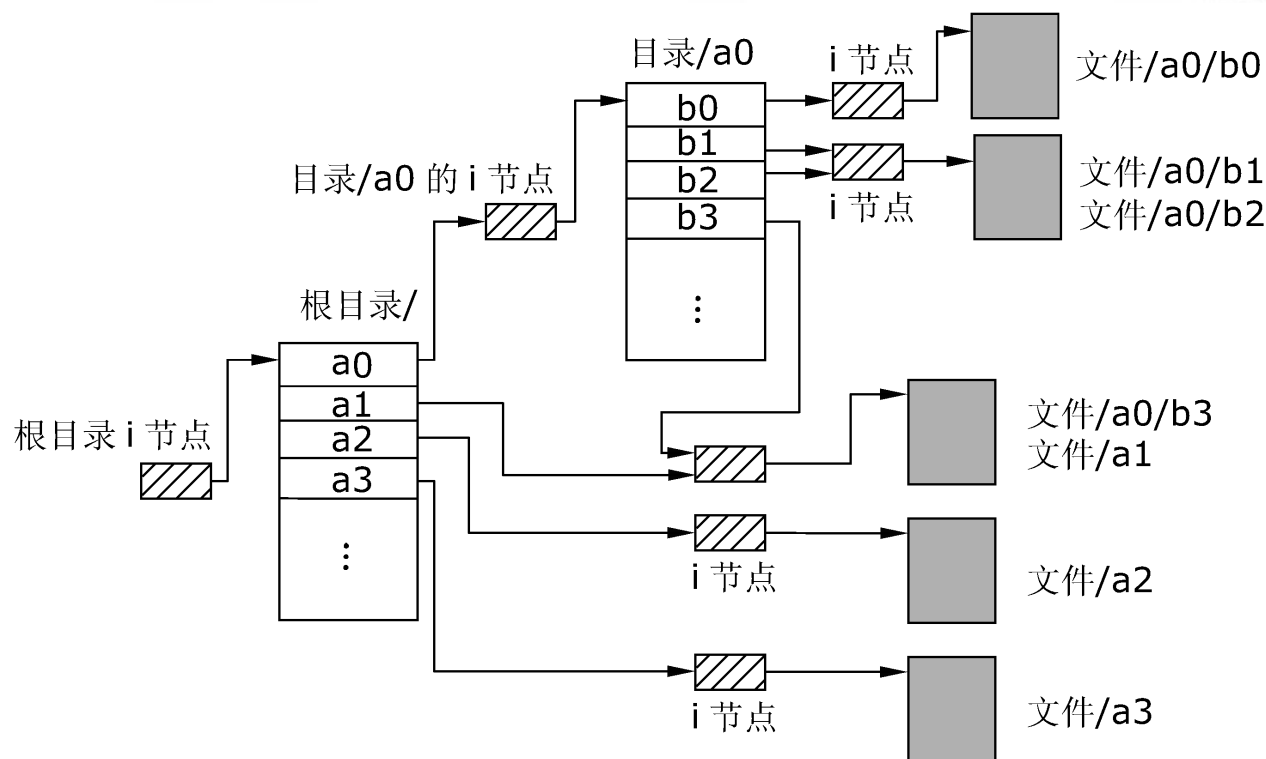 目录/a0
b0
b1
b2
b3
⋮
i 节点
文件/a0/b0
i 节点
文件/a0/b1
文件/a0/b2
目录/a0 的 i 节点
根目录/
a0
a1
a2
a3
⋮
根目录 i 节点
文件/a0/b3
文件/a1
i 节点
文件/a2
i 节点
文件/a3